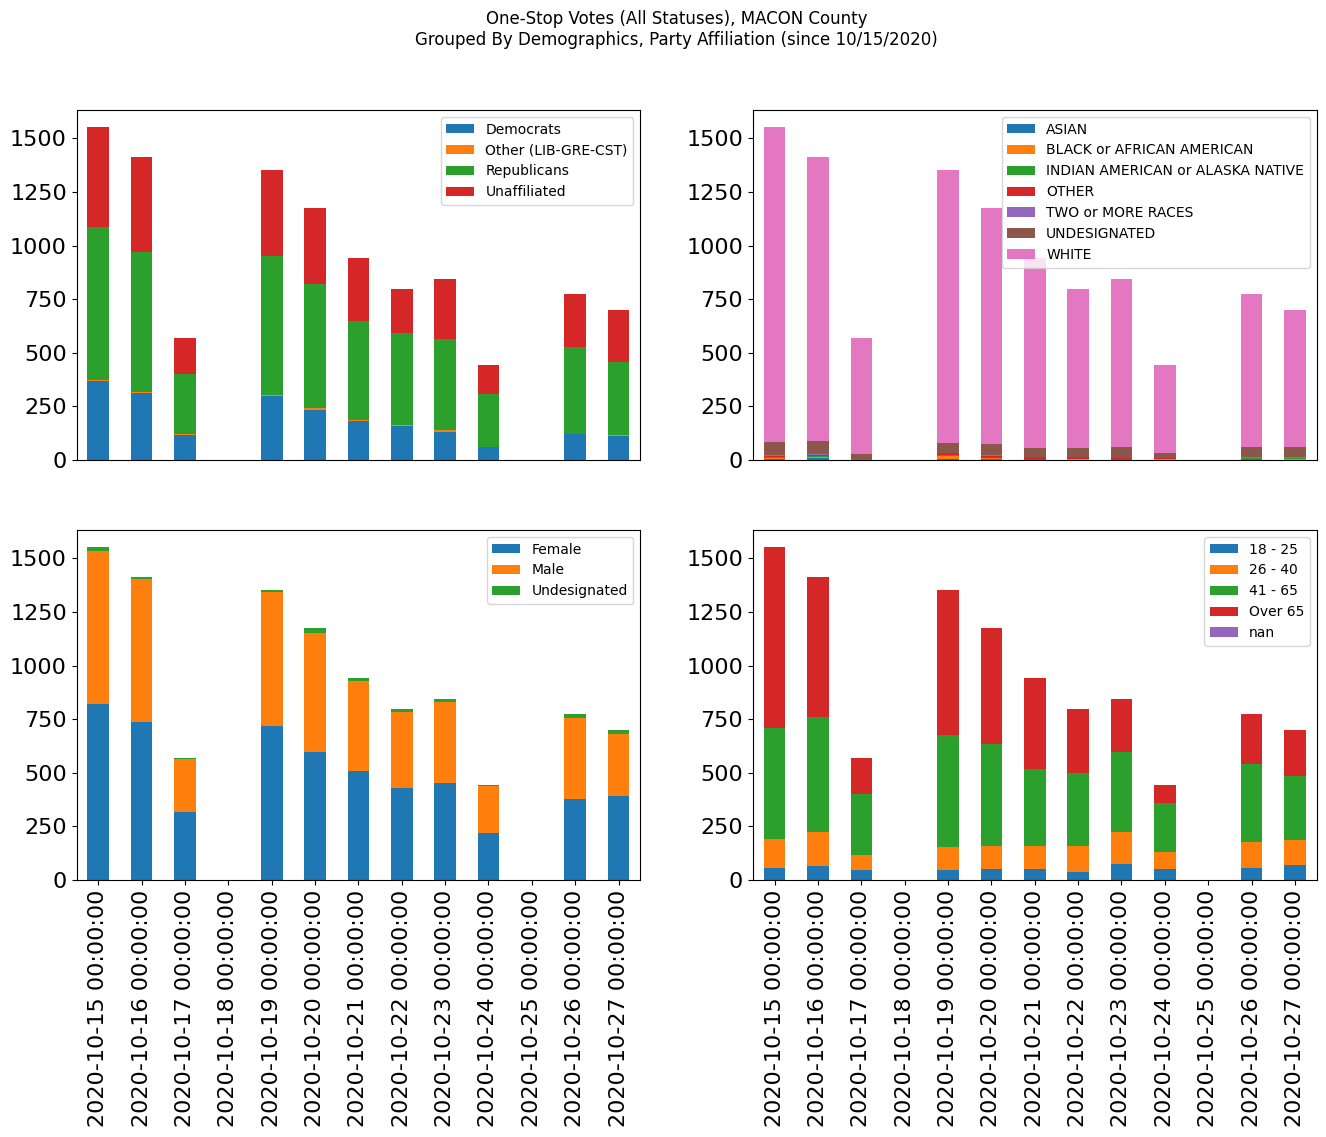 One-Stop Votes (All Statuses), MACON County
Grouped By Demographics, Party Affiliation (since 10/15/2020)
1500
1250
1000
750
500
250
0
Democrats
Other (LIB-GRE-CST)
Republicans
Unaffiliated
1500
1250
1000
750
500
250
0
ASIAN
BLACK or AFRICAN AMERICAN
INDIAN AMERICAN or ALASKA NATIVE
OTHER
TWO or MORE RACES
UNDESIGNATED
WHITE
1500
1250
1000
750
500
250
0
Female
Male
Undesignated
2020-10-15 00:00:00
2020-10-16 00:00:00
2020-10-17 00:00:00
2020-10-18 00:00:00
2020-10-19 00:00:00
2020-10-20 00:00:00
2020-10-21 00:00:00
2020-10-22 00:00:00
2020-10-23 00:00:00
2020-10-24 00:00:00
2020-10-25 00:00:00
2020-10-26 00:00:00
2020-10-27 00:00:00
1500
1250
1000
750
500
250
0
18 - 25
26 - 40
41 - 65
Over 65
nan
2020-10-15 00:00:00
2020-10-16 00:00:00
2020-10-17 00:00:00
2020-10-18 00:00:00
2020-10-19 00:00:00
2020-10-20 00:00:00
2020-10-21 00:00:00
2020-10-22 00:00:00
2020-10-23 00:00:00
2020-10-24 00:00:00
2020-10-25 00:00:00
2020-10-26 00:00:00
2020-10-27 00:00:00